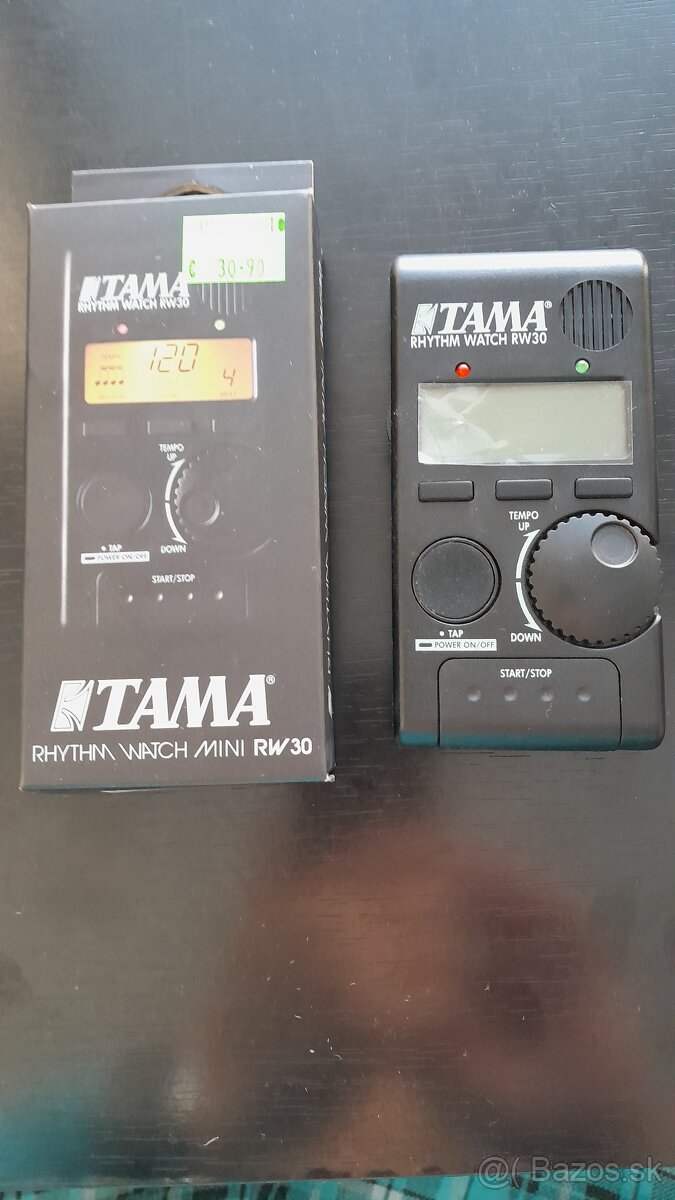 € 30.90
TAMA
RHYTHM WATCH RW30
TEMPO
120
4
BEAT
TEMPO
UP
DOWN
• TAP
POWER ON/OFF
START/STOP
TAMA®
RHYTHM WATCH MINI RW30
TAMA®
RHYTHM WATCH RW30
TEMPO
UP
DOWN
• TAP
POWER ON/OFF
START/STOP
@( Bazos.sk